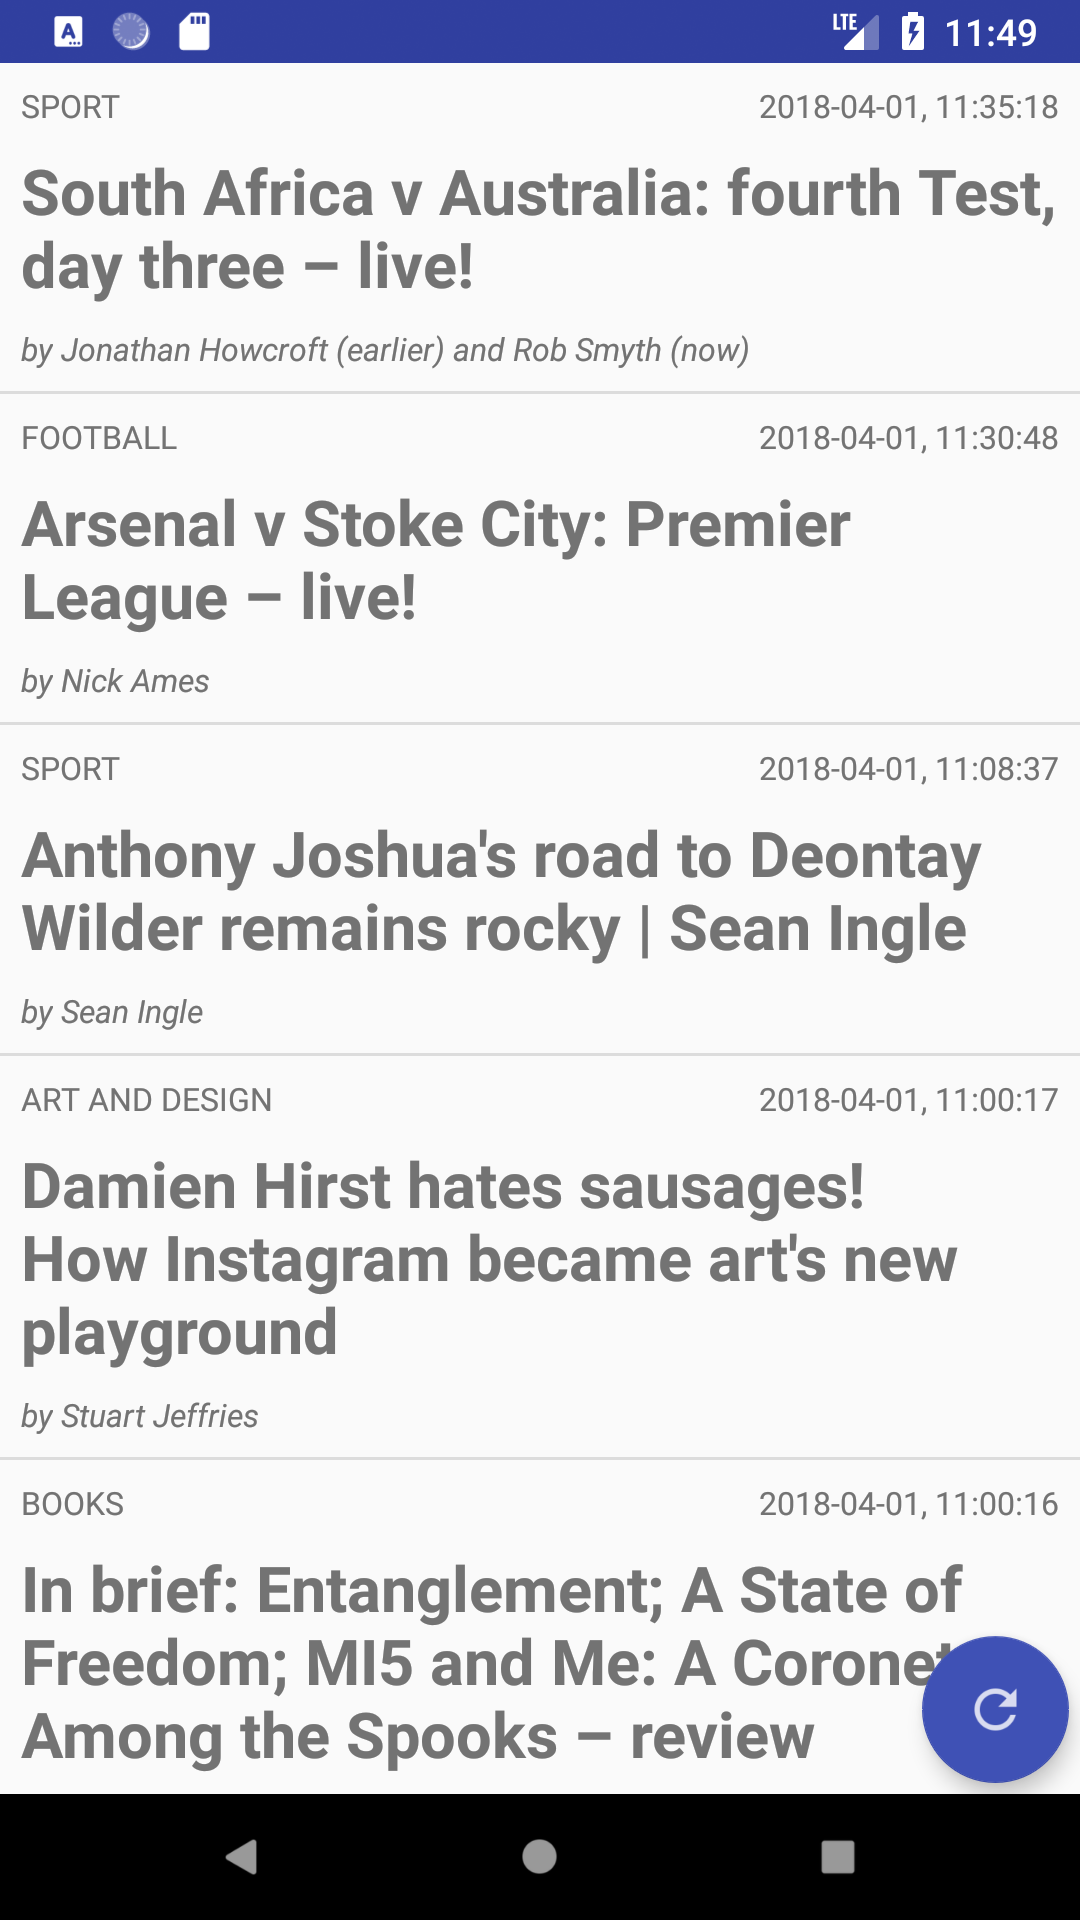 LTE 11:49
SPORT 2018-04-01, 11:35:18
South Africa v Australia: fourth Test,
day three – live!
by Jonathan Howcroft (earlier) and Rob Smyth (now)
FOOTBALL 2018-04-01, 11:30:48
Arsenal v Stoke City: Premier
League – live!
by Nick Ames
SPORT 2018-04-01, 11:08:37
Anthony Joshua's road to Deontay
Wilder remains rocky | Sean Ingle
by Sean Ingle
ART AND DESIGN 2018-04-01, 11:00:17
Damien Hirst hates sausages!
How Instagram became art's new
playground
by Stuart Jeffries
BOOKS 2018-04-01, 11:00:16
In brief: Entanglement; A State of
Freedom; MI5 and Me: A Coronet
Among the Spooks – review